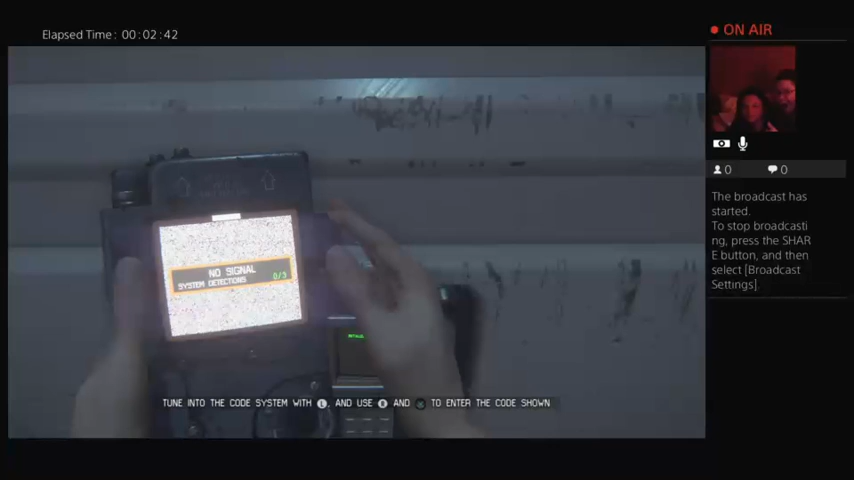 Elapsed Time: 00:02:42
ON AIR
NO SIGNAL
SYSTEM DETECTIONS 0/3
TUNE INTO THE CODE SYSTEM WITH L, AND USE R AND TO ENTER THE CODE SHOWN
0 0
The broadcast has
started.
To stop broadcasti
ng, press the SHAR
E button, and then
select [Broadcast
Settings].